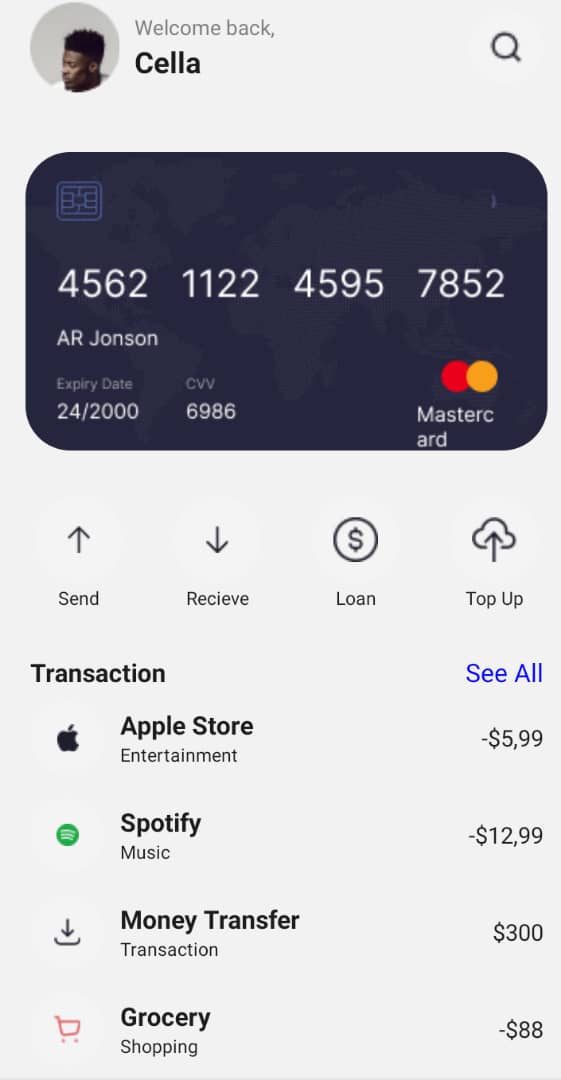 Welcome back,
Cella
4562 1122 4595 7852
AR Jonson
Expiry Date CVV
24/2000 6986
Masterc
ard
Send Recieve Loan Top Up
Transaction See All
Apple Store
Entertainment
-$5,99
Spotify
Music
-$12,99
Money Transfer
Transaction
$300
Grocery
Shopping
-$88